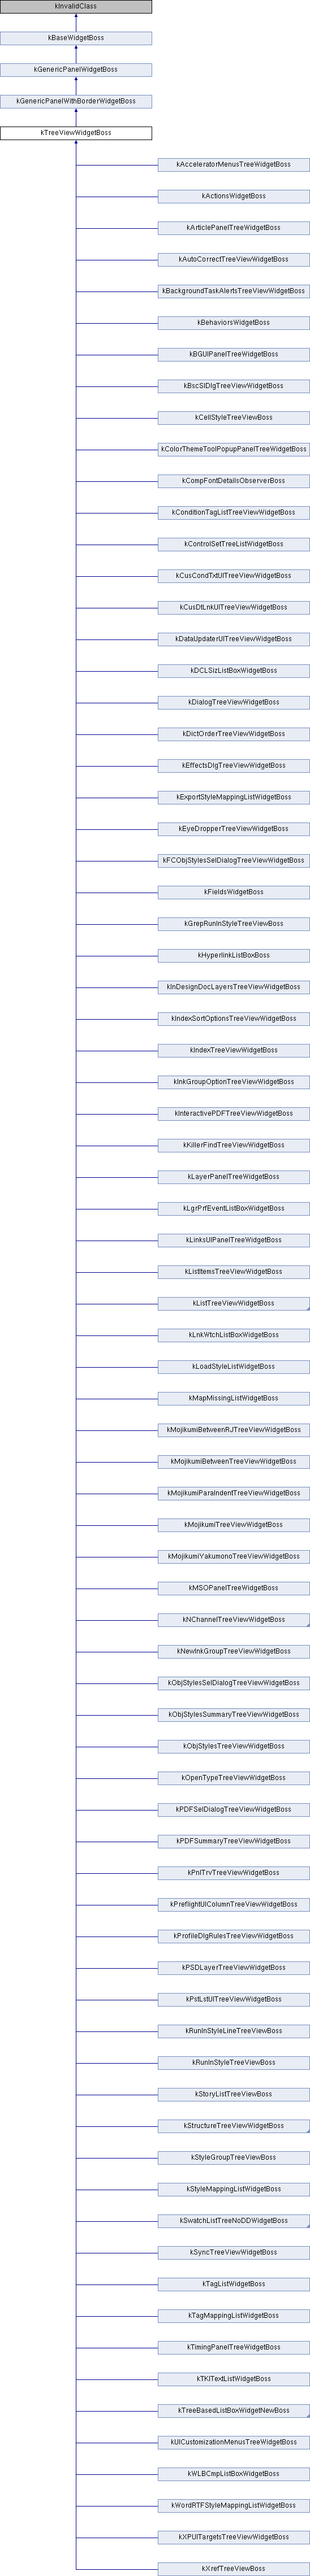 kInvalidClass
kBaseWidgetBoss
kGenericPanelWidgetBoss
kGenericPanelWithBorderWidgetBoss
kTreeViewWidgetBoss
kAcceleratorMenusTreeWidgetBoss
kActionsWidgetBoss
kArticlePanelTreeWidgetBoss
kAutoCorrectTreeViewWidgetBoss
kBackgroundTaskAlertsTreeViewWidgetBoss
kBehaviorsWidgetBoss
kBGUIPanelTreeWidgetBoss
kBscSlDlgTreeViewWidgetBoss
kCellStyleTreeViewBoss
kColorThemeToolPopupPanelTreeWidgetBoss
kCompFontDetailsObserverBoss
kConditionTagListTreeViewWidgetBoss
kControlSetTreeListWidgetBoss
kCusCondTxtUITreeViewWidgetBoss
kCusDtLnkUITreeViewWidgetBoss
kDataUpdaterUITreeViewWidgetBoss
kDCLSizListBoxWidgetBoss
kDialogTreeViewWidgetBoss
kDictOrderTreeViewWidgetBoss
kEffectsDlgTreeViewWidgetBoss
kExportStyleMappingListWidgetBoss
kEyeDropperTreeViewWidgetBoss
kFCObjStylesSelDialogTreeViewWidgetBoss
kFieldsWidgetBoss
kGrepRunInStyleTreeViewBoss
kHyperlinkListBoxBoss
kInDesignDocLayersTreeViewWidgetBoss
kIndexSortOptionsTreeViewWidgetBoss
kIndexTreeViewWidgetBoss
kInkGroupOptionTreeViewWidgetBoss
kInteractivePDFTreeViewWidgetBoss
kKillerFindTreeViewWidgetBoss
kLayerPanelTreeWidgetBoss
kLgrPrfEventListBoxWidgetBoss
kLinksUIPanelTreeWidgetBoss
kListItemsTreeViewWidgetBoss
kListTreeViewWidgetBoss
kLnkWtchListBoxWidgetBoss
kLoadStyleListWidgetBoss
kMapMissingListWidgetBoss
kMojikumiBetweenRJTreeViewWidgetBoss
kMojikumiBetweenTreeViewWidgetBoss
kMojikumiParaIndentTreeViewWidgetBoss
kMojikumiTreeViewWidgetBoss
kMojikumiYakumonoTreeViewWidgetBoss
kMSOPanelTreeWidgetBoss
kNChannelTreeViewWidgetBoss
kNewInkGroupTreeViewWidgetBoss
kObjStylesSelDialogTreeViewWidgetBoss
kObjStylesSummaryTreeViewWidgetBoss
kObjStylesTreeViewWidgetBoss
kOpenTypeTreeViewWidgetBoss
kPDFSelDialogTreeViewWidgetBoss
kPDFSummaryTreeViewWidgetBoss
kPnlTrvTreeViewWidgetBoss
kPreflightUIColumnTreeViewWidgetBoss
kProfileDlgRulesTreeViewWidgetBoss
kPSDLayerTreeViewWidgetBoss
kPstLstUITreeViewWidgetBoss
kRunInStyleLineTreeViewBoss
kRunInStyleTreeViewBoss
kStoryListTreeViewBoss
kStructureTreeViewWidgetBoss
kStyleGroupTreeViewBoss
kStyleMappingListWidgetBoss
kSwatchListTreeNoDDWidgetBoss
kSyncTreeViewWidgetBoss
kTagListWidgetBoss
kTagMappingListWidgetBoss
kTimingPanelTreeWidgetBoss
kTKITextListWidgetBoss
kTreeBasedListBoxWidgetNewBoss
kUICustomizationMenusTreeWidgetBoss
kWLBCmpListBoxWidgetBoss
kWordRTFStyleMappingListWidgetBoss
kXPUITargetsTreeViewWidgetBoss
kXrefTreeViewBoss